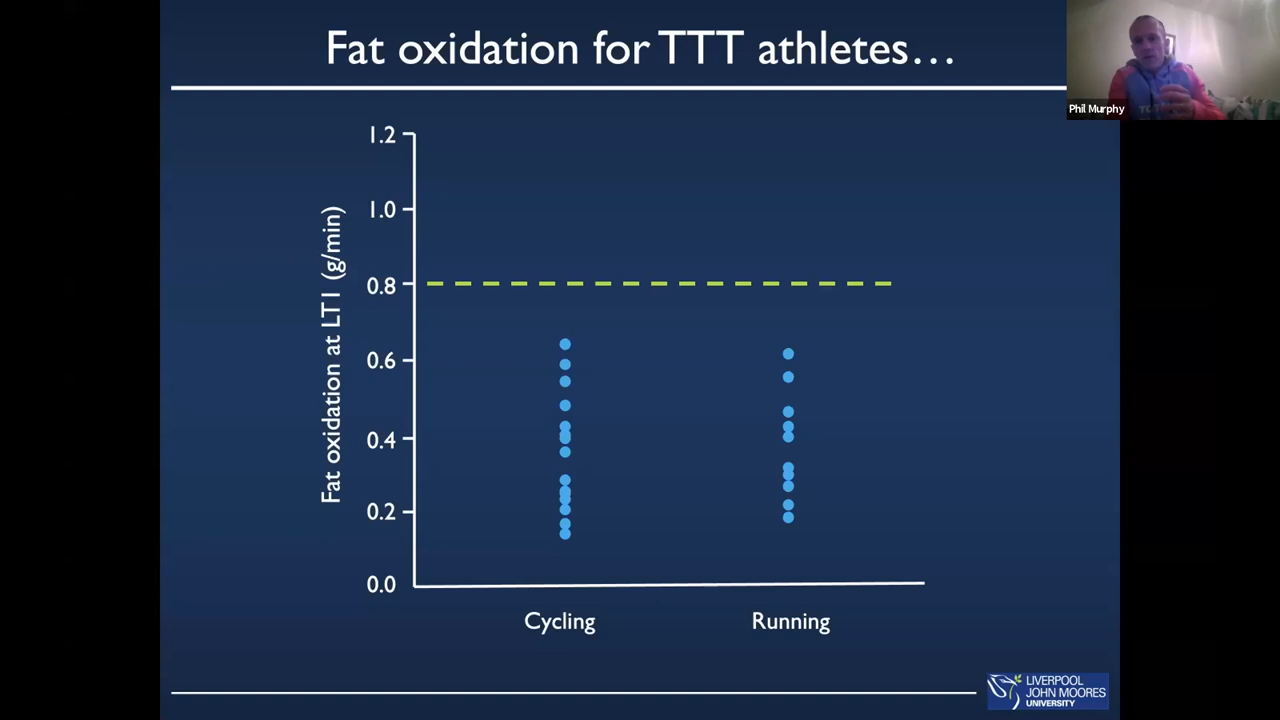 Fat oxidation for TTT athletes…
Phil Murphy
Fat oxidation at LT1 (g/min)
1.2
1.0
0.8
0.6
0.4
0.2
0.0
Cycling
Running
LIVERPOOL
JOHN MOORES
UNIVERSITY